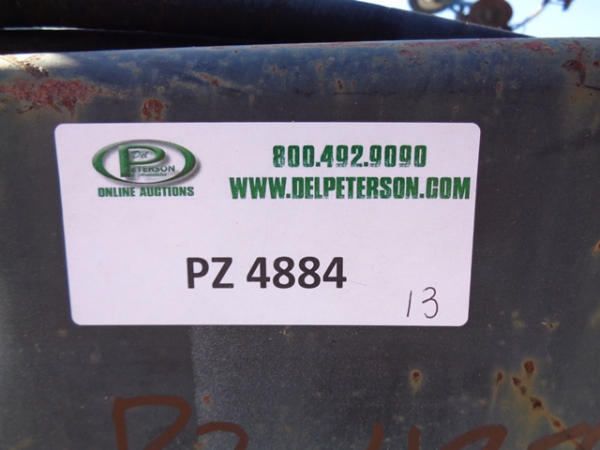 Del
PETERSON
ONLINE AUCTIONS
800.492.9090
WWW.DELPETERSON.COM
PZ 4884
13